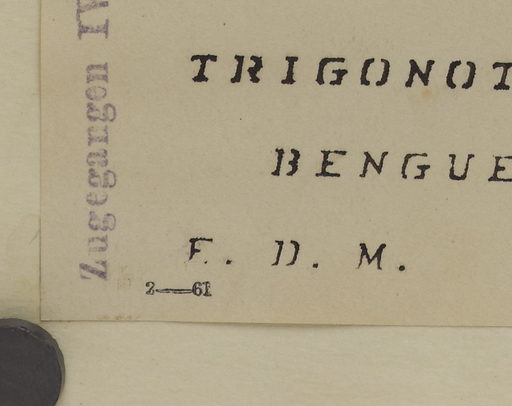 Zugegangen
TRIGONOT
BENGUE
E. D. M.
2—61